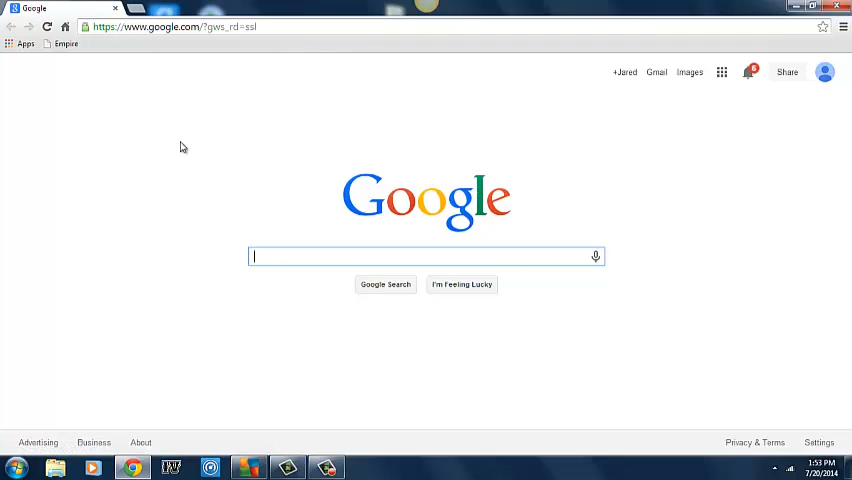 Google
https://www.google.com/?gws_rd=ssl
Apps Empire
+Jared Gmail Images 6 Share
Google
Google Search I'm Feeling Lucky
Advertising Business About Privacy & Terms Settings
1:53 PM
7/20/2014